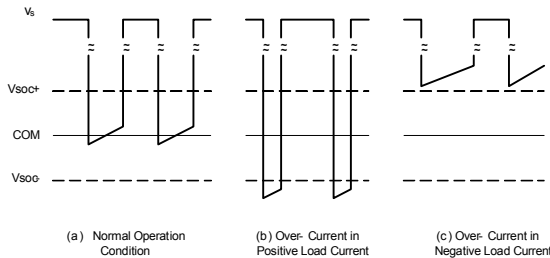 Vs
Vsoc+
COM
Vsoc-
(a) Normal Operation
Condition
(b) Over- Current in
Positive Load Current
(c) Over- Current in
Negative Load Current